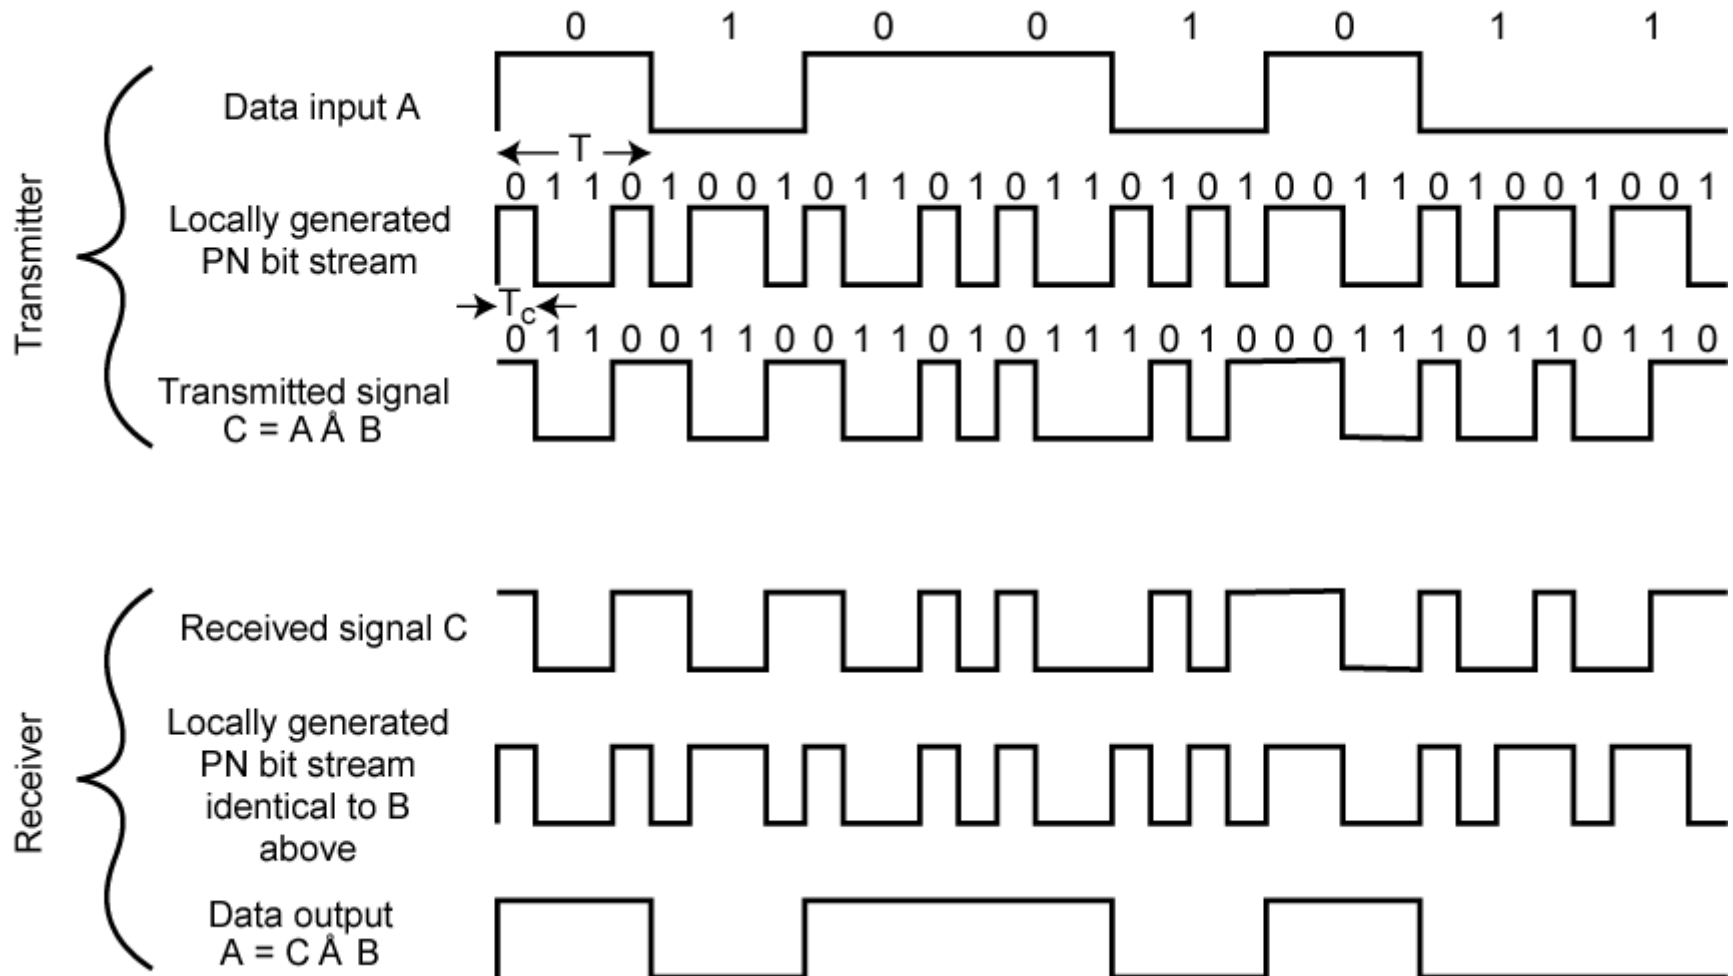 0 1 0 0 1 0 1 1
Transmitter
Data input A
T
0 1 1 0 1 0 0 1 0 1 1 0 1 0 1 1 0 1 0 1 0 0 1 1 0 1 0 0 1 0 0 1
Locally generated
PN bit stream
Tc
0 1 1 0 0 1 1 0 0 1 1 0 1 0 1 1 1 0 1 0 0 0 1 1 1 0 1 1 0 1 1 0
Transmitted signal
C = A Å B
Receiver
Received signal C
Locally generated
PN bit stream
identical to B
above
Data output
A = C Å B